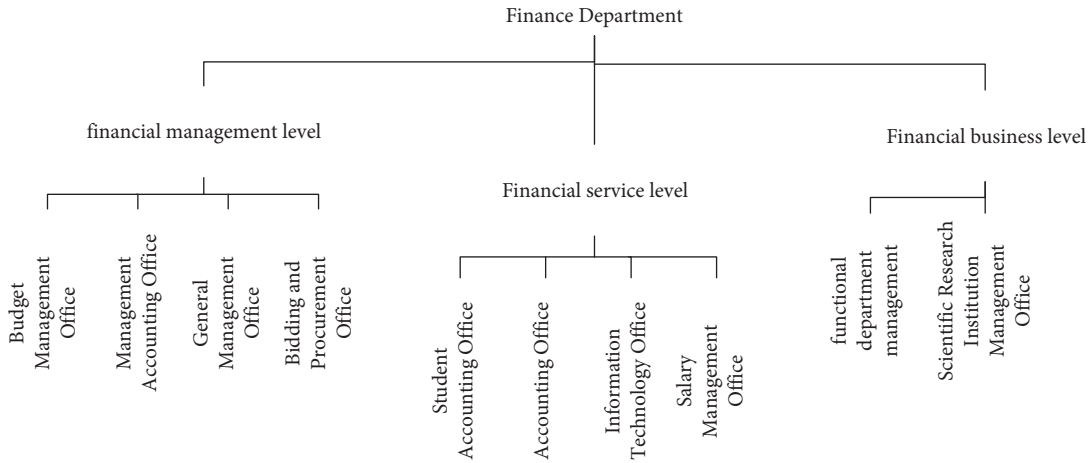 Finance Department
financial management level
Financial service level
Financial business level
Budget
Management
Office
Management
Accounting Office
General
Management
Office
Bidding and
Procurement
Office
Student
Accounting Office
Accounting Office
Information
Technology Office
Salary
Management
Office
functional
department
management
Scientific Research
Institution
Management
Office